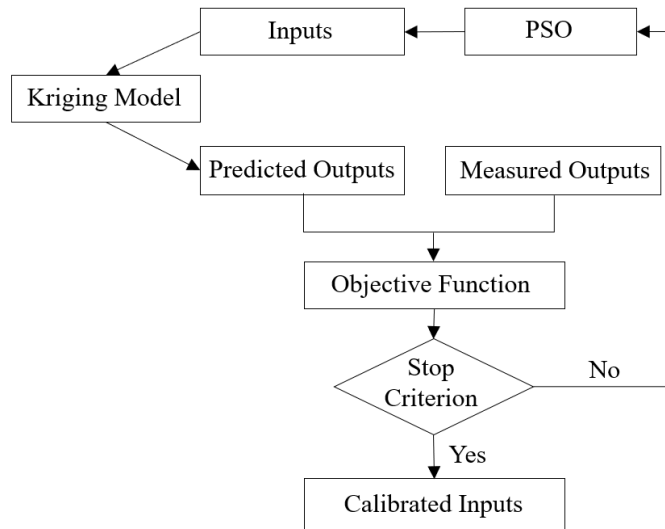 Inputs
PSO
Kriging Model
Predicted Outputs
Measured Outputs
Objective Function
Stop
Criterion
No
Yes
Calibrated Inputs